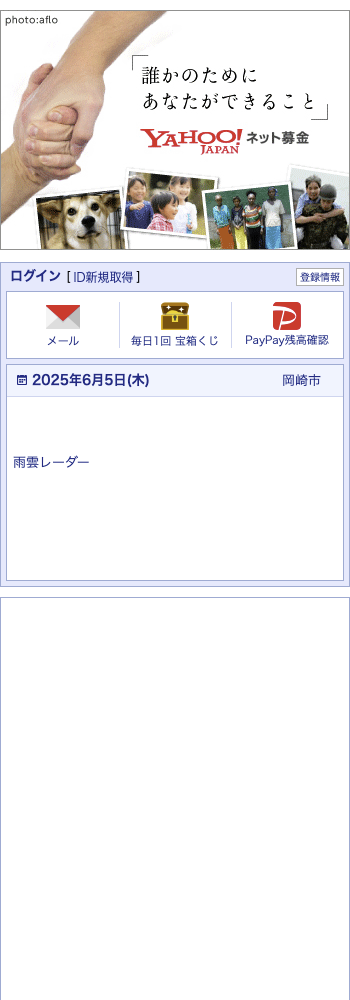 photo:aflo
誰かのために
あなたができること
YAHOO! JAPAN ネット募金
ログイン [ ID新規取得 ] 登録情報
メール 毎日1回 宝箱くじ PayPay残高確認
2025年6月5日(木) 岡崎市
雨雲レーダー